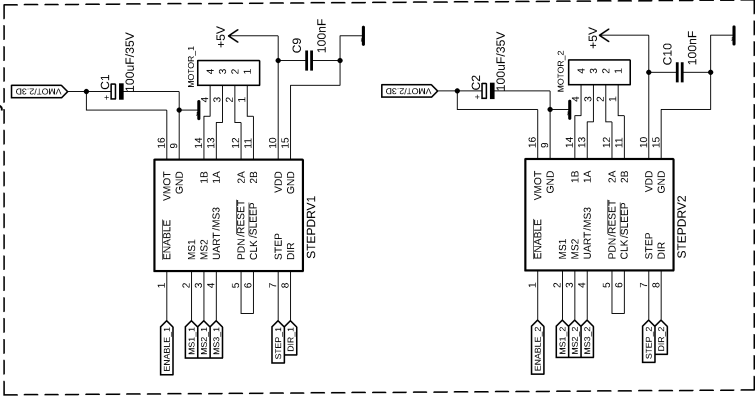 +5V
C9
100nF
C1
100uF/35V
+
MOTOR_1
4 3 2 1
VMOT/2.3D
4 3 2 1
16 9 14 13 12 11 10 15
VMOT GND 1B 1A 2A 2B VDD GND
STEPDRV1
ENABLE MS1 MS2 UART/MS3 PDN/RESET CLK/SLEEP STEP DIR
1 2 3 4 5 6 7 8
ENABLE_1
MS1_1
MS2_1
MS3_1
STEP_1
DIR_1
+5V
C10
100nF
C2
100uF/35V
+
MOTOR_2
4 3 2 1
VMOT/2.3D
4 3 2 1
16 9 14 13 12 11 10 15
VMOT GND 1B 1A 2A 2B VDD GND
STEPDRV2
ENABLE MS1 MS2 UART/MS3 PDN/RESET CLK/SLEEP STEP DIR
1 2 3 4 5 6 7 8
ENABLE_2
MS1_2
MS2_2
MS3_2
STEP_2
DIR_2